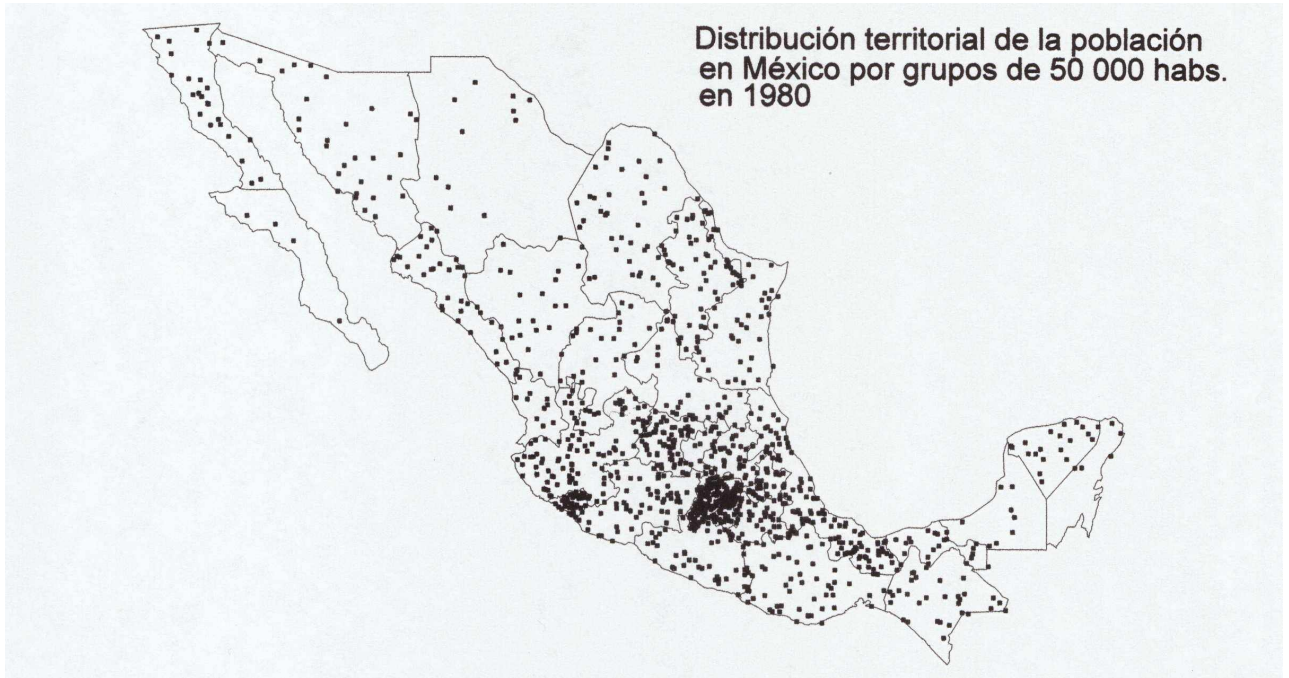 Distribución territorial de la población
en México por grupos de 50 000 habs.
en 1980